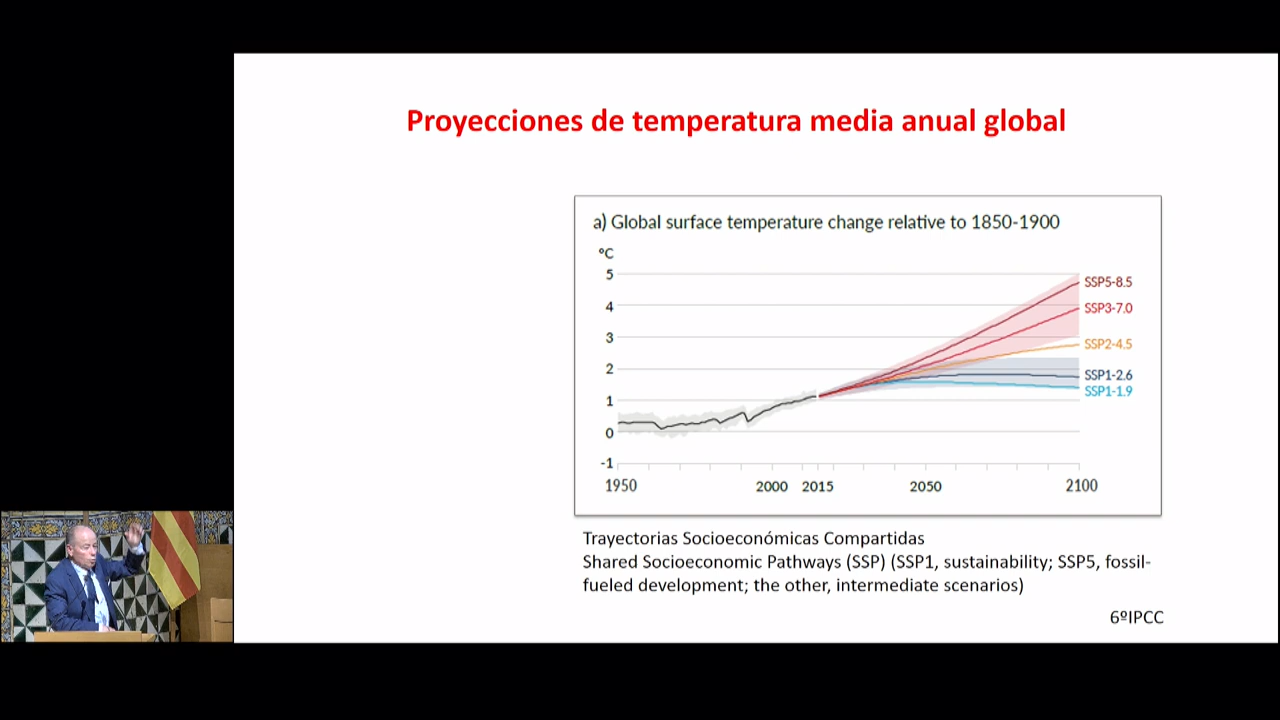 Proyecciones de temperatura media anual global
a) Global surface temperature change relative to 1850-1900
ºC
5
4
3
2
1
0
-1
1950
2000
2015
2050
2100
SSP5-8.5
SSP3-7.0
SSP2-4.5
SSP1-2.6
SSP1-1.9
Trayectorias Socioeconómicas Compartidas
Shared Socioeconomic Pathways (SSP) (SSP1, sustainability; SSP5, fossil-
fueled development; the other, intermediate scenarios)
6ºIPCC